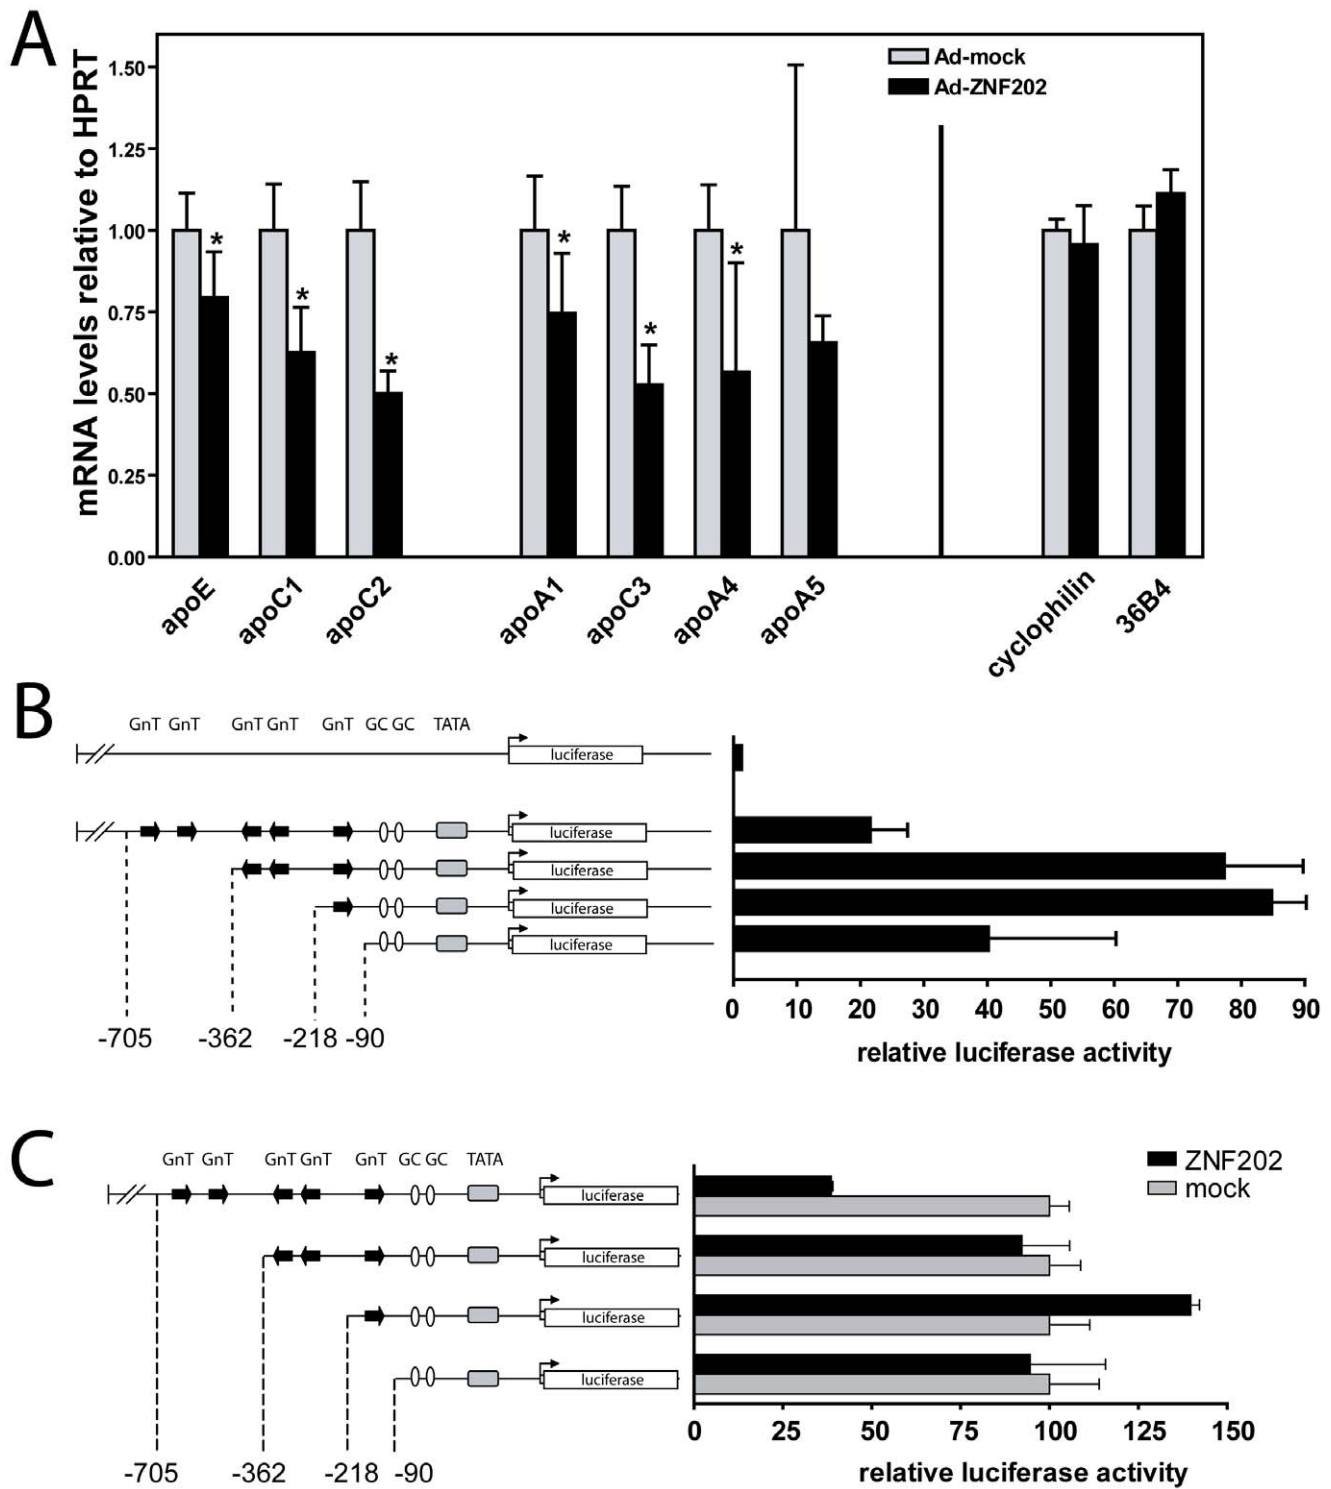 A
mRNA levels relative to HPRT
1.50
1.25
1.00
0.75
0.50
0.25
0.00
Ad-mock
Ad-ZNF202
* * * * * *
apoE apoC1 apoC2 apoA1 apoC3 apoA4 apoA5 cyclophilin 36B4
B
GnT GnT GnT GnT GnT GC GC TATA
luciferase
luciferase
luciferase
luciferase
luciferase
-705 -362 -218 -90
0 10 20 30 40 50 60 70 80 90
relative luciferase activity
C
GnT GnT GnT GnT GnT GC GC TATA
ZNF202
mock
luciferase
luciferase
luciferase
luciferase
-705 -362 -218 -90
0 25 50 75 100 125 150
relative luciferase activity